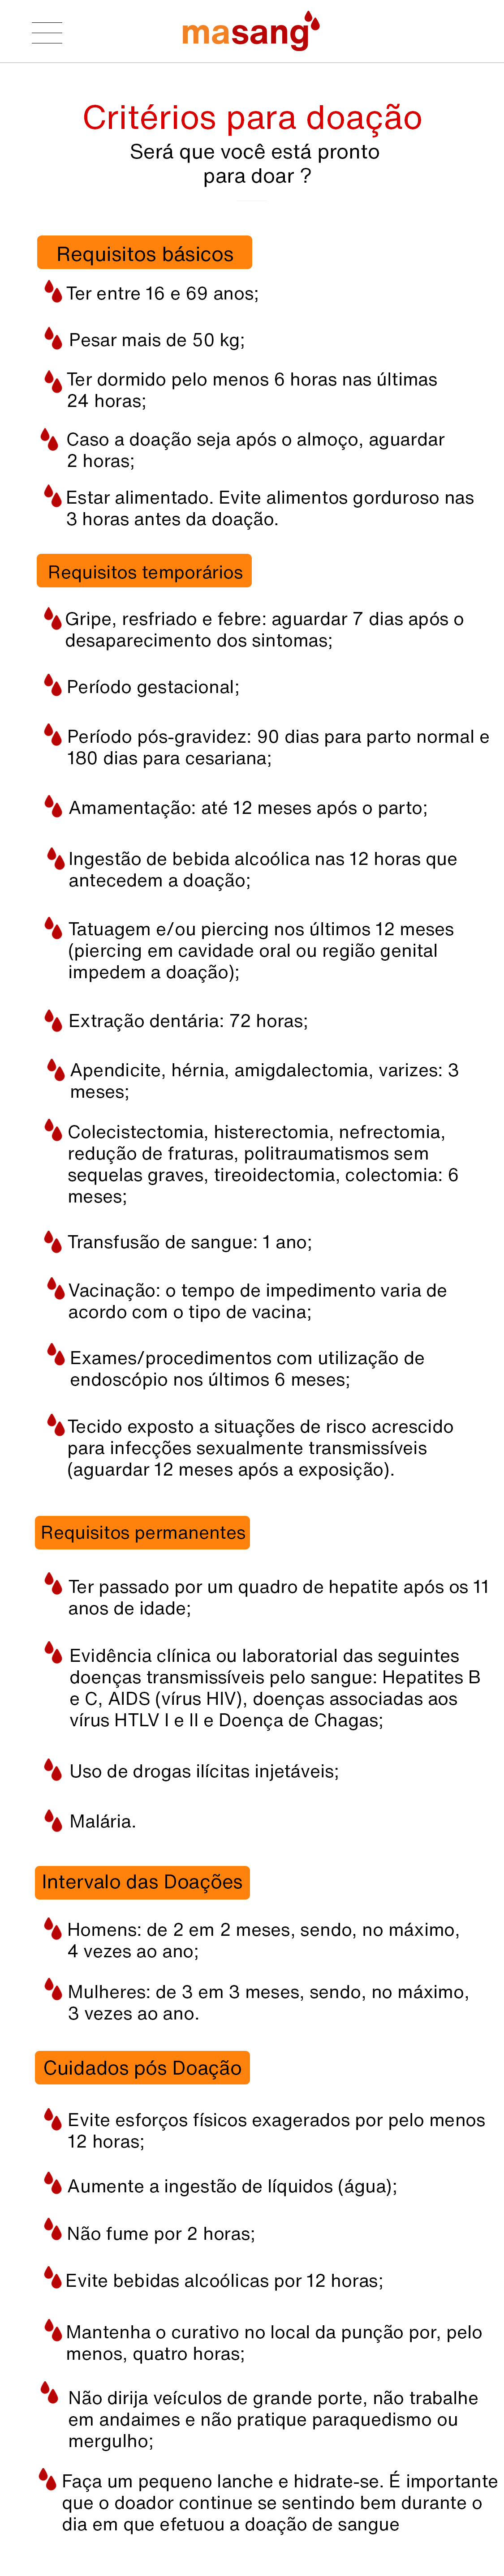 masang
Critérios para doação
Será que você está pronto
para doar ?
Requisitos básicos
Ter entre 16 e 69 anos;
Pesar mais de 50 kg;
Ter dormido pelo menos 6 horas nas últimas
24 horas;
Caso a doação seja após o almoço, aguardar
2 horas;
Estar alimentado. Evite alimentos gorduroso nas
3 horas antes da doação.
Requisitos temporários
Gripe, resfriado e febre: aguardar 7 dias após o
desaparecimento dos sintomas;
Período gestacional;
Período pós-gravidez: 90 dias para parto normal e
180 dias para cesariana;
Amamentação: até 12 meses após o parto;
Ingestão de bebida alcoólica nas 12 horas que
antecedem a doação;
Tatuagem e/ou piercing nos últimos 12 meses
(piercing em cavidade oral ou região genital
impedem a doação);
Extração dentária: 72 horas;
Apendicite, hérnia, amigdalectomia, varizes: 3
meses;
Colecistectomia, histerectomia, nefrectomia,
redução de fraturas, politraumatismos sem
sequelas graves, tireoidectomia, colectomia: 6
meses;
Transfusão de sangue: 1 ano;
Vacinação: o tempo de impedimento varia de
acordo com o tipo de vacina;
Exames/procedimentos com utilização de
endoscópio nos últimos 6 meses;
Tecido exposto a situações de risco acrescido
para infecções sexualmente transmissíveis
(aguardar 12 meses após a exposição).
Requisitos permanentes
Ter passado por um quadro de hepatite após os 11
anos de idade;
Evidência clínica ou laboratorial das seguintes
doenças transmissíveis pelo sangue: Hepatites B
e C, AIDS (vírus HIV), doenças associadas aos
vírus HTLV I e II e Doença de Chagas;
Uso de drogas ilícitas injetáveis;
Malária.
Intervalo das Doações
Homens: de 2 em 2 meses, sendo, no máximo,
4 vezes ao ano;
Mulheres: de 3 em 3 meses, sendo, no máximo,
3 vezes ao ano.
Cuidados pós Doação
Evite esforços físicos exagerados por pelo menos
12 horas;
Aumente a ingestão de líquidos (água);
Não fume por 2 horas;
Evite bebidas alcoólicas por 12 horas;
Mantenha o curativo no local da punção por, pelo
menos, quatro horas;
Não dirija veículos de grande porte, não trabalhe
em andaimes e não pratique paraquedismo ou
mergulho;
Faça um pequeno lanche e hidrate-se. É importante
que o doador continue se sentindo bem durante o
dia em que efetuou a doação de sangue